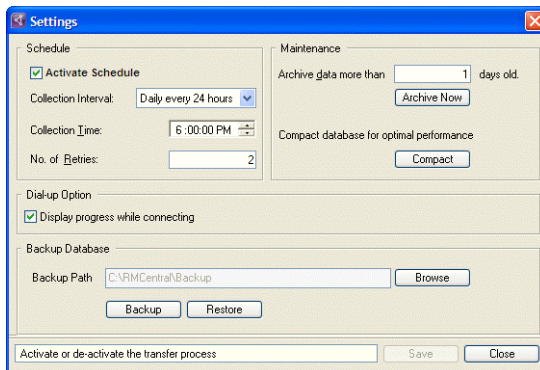 Settings
Schedule
Activate Schedule
Collection Interval: Daily every 24 hours
Collection Time: 6 :00:00 PM
No. of Retries: 2
Maintenance
Archive data more than 1 days old.
Archive Now
Compact database for optimal performance
Compact
Dial-up Option
Display progress while connecting
Backup Database
Backup Path C:\RMCentral\Backup Browse
Backup Restore
Activate or de-activate the transfer process Save Close